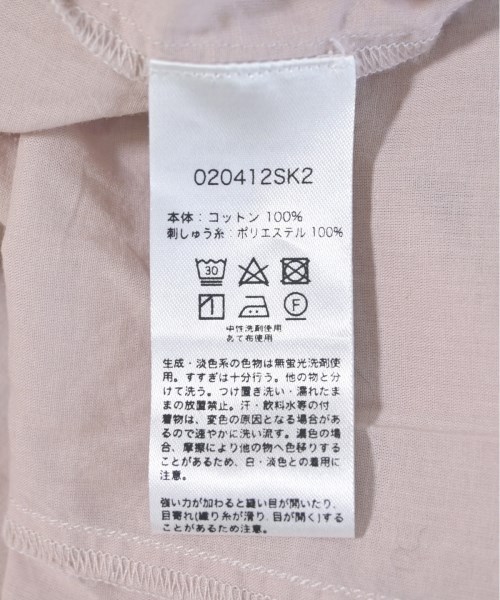 020412SK2
本体：コットン 100%
刺しゅう糸：ポリエステル 100%
30
F
中性洗剤使用
あて布使用
生成・淡色系の色物は無蛍光洗剤使
用。すすぎは十分行う。他の物と分
けて洗う。つけ置き洗い・濡れたま
まの放置禁止。汗・飲料水等の付
着物は、変色の原因となる場合があ
るので速やかに洗い流す。濃色の場
合、摩擦により他の物へ色移りする
ことがあるため、白・淡色との着用に
注意。
強い力が加わると縫い目が開いたり、
目寄れ(織り糸が滑り、目が開く)する
ことがあるため注意